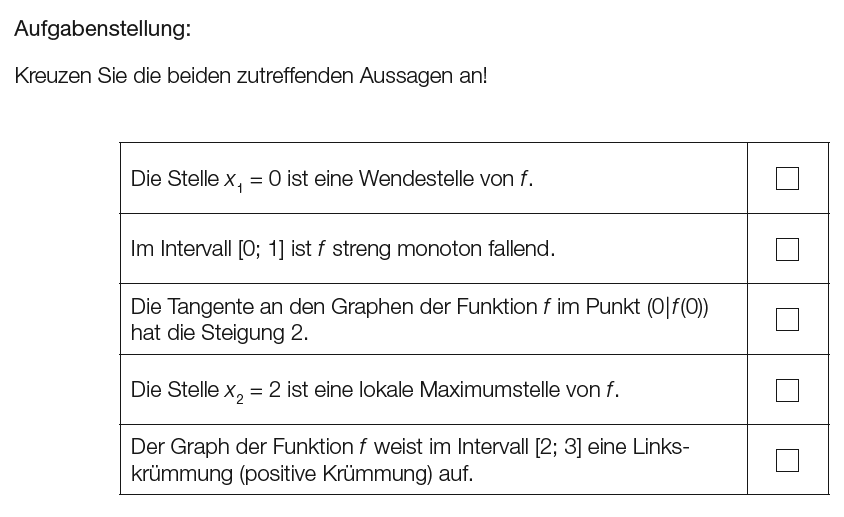 Aufgabenstellung:
Kreuzen Sie die beiden zutreffenden Aussagen an!
Die Stelle x₁ = 0 ist eine Wendestelle von f.
Im Intervall [0; 1] ist f streng monoton fallend.
Die Tangente an den Graphen der Funktion f im Punkt (0|f(0))
hat die Steigung 2.
Die Stelle x₂ = 2 ist eine lokale Maximumstelle von f.
Der Graph der Funktion f weist im Intervall [2; 3] eine Links-
krümmung (positive Krümmung) auf.